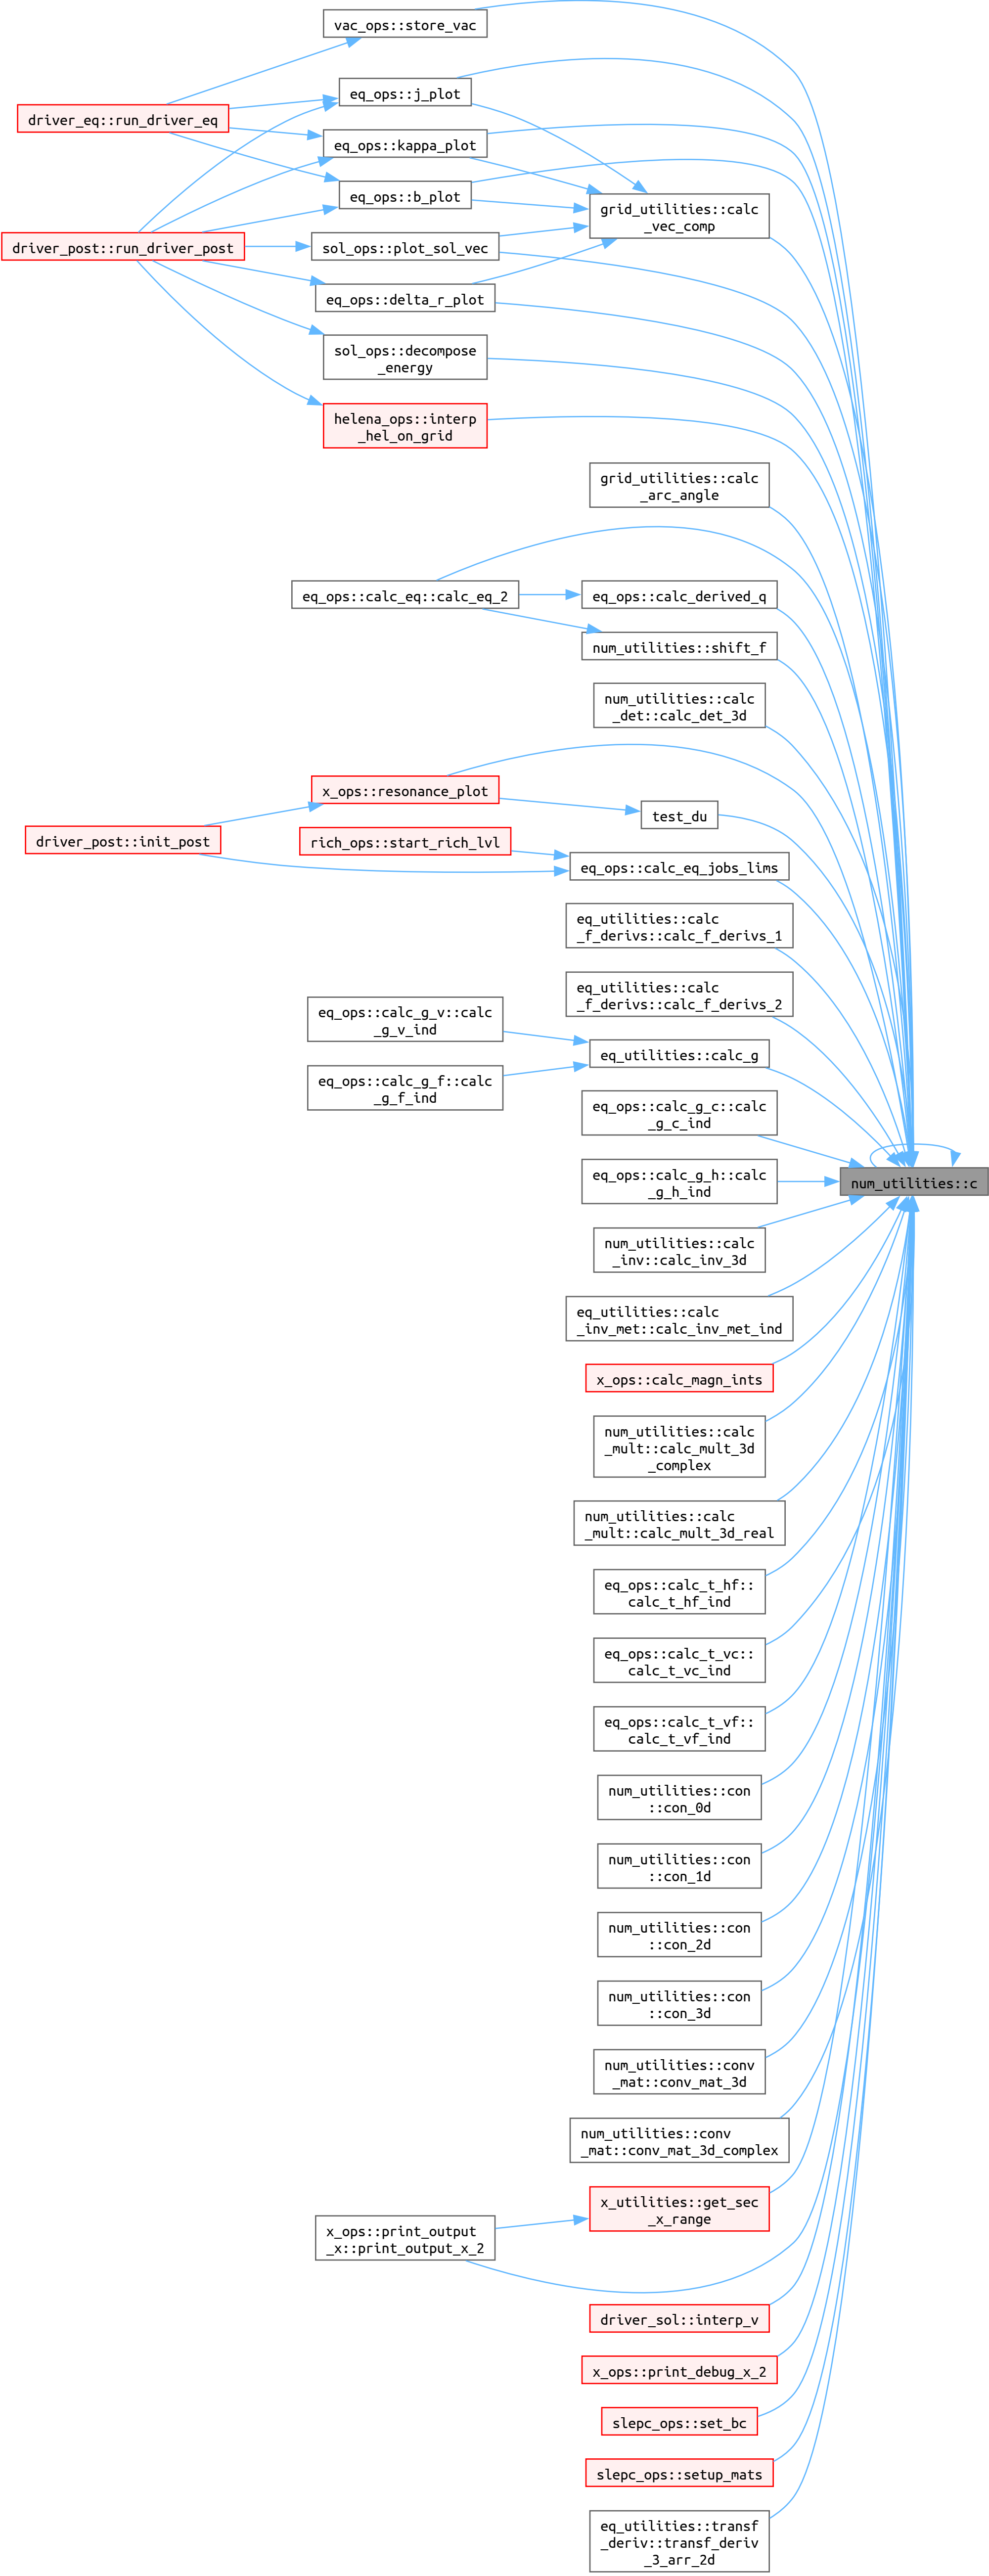 vac_ops::store_vac
eq_ops::j_plot
driver_eq::run_driver_eq
eq_ops::kappa_plot
eq_ops::b_plot
grid_utilities::calc
_vec_comp
driver_post::run_driver_post
sol_ops::plot_sol_vec
eq_ops::delta_r_plot
sol_ops::decompose
_energy
helena_ops::interp
_hel_on_grid
grid_utilities::calc
_arc_angle
eq_ops::calc_eq::calc_eq_2
eq_ops::calc_derived_q
num_utilities::shift_f
num_utilities::calc
_det::calc_det_3d
x_ops::resonance_plot
test_du
driver_post::init_post
rich_ops::start_rich_lvl
eq_ops::calc_eq_jobs_lims
eq_utilities::calc
_f_derivs::calc_f_derivs_1
eq_utilities::calc
_f_derivs::calc_f_derivs_2
eq_ops::calc_g_v::calc
_g_v_ind
eq_utilities::calc_g
eq_ops::calc_g_f::calc
_g_f_ind
eq_ops::calc_g_c::calc
_g_c_ind
eq_ops::calc_g_h::calc
_g_h_ind
num_utilities::c
num_utilities::calc
_inv::calc_inv_3d
eq_utilities::calc
_inv_met::calc_inv_met_ind
x_ops::calc_magn_ints
num_utilities::calc
_mult::calc_mult_3d
_complex
num_utilities::calc
_mult::calc_mult_3d_real
eq_ops::calc_t_hf::
calc_t_hf_ind
eq_ops::calc_t_vc::
calc_t_vc_ind
eq_ops::calc_t_vf::
calc_t_vf_ind
num_utilities::con
::con_0d
num_utilities::con
::con_1d
num_utilities::con
::con_2d
num_utilities::con
::con_3d
num_utilities::conv
_mat::conv_mat_3d
num_utilities::conv
_mat::conv_mat_3d_complex
x_utilities::get_sec
_x_range
x_ops::print_output
_x::print_output_x_2
driver_sol::interp_v
x_ops::print_debug_x_2
slepc_ops::set_bc
slepc_ops::setup_mats
eq_utilities::transf
_deriv::transf_deriv
_3_arr_2d